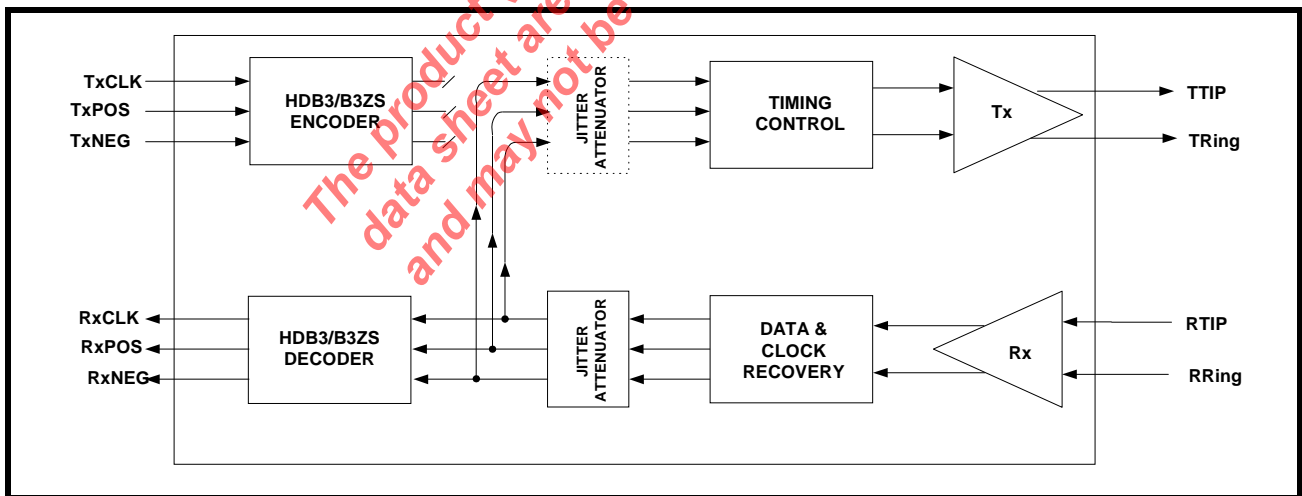 TxCLK
TxPOS
TxNEG
HDB3/B3ZS
ENCODER
JITTER
ATTENUATOR
TIMING
CONTROL
Tx
TTIP
TRing
RxCLK
RxPOS
RxNEG
HDB3/B3ZS
DECODER
JITTER
ATTENUATOR
DATA &
CLOCK
RECOVERY
Rx
RTIP
RRing
The product
data sheet are
and may not be